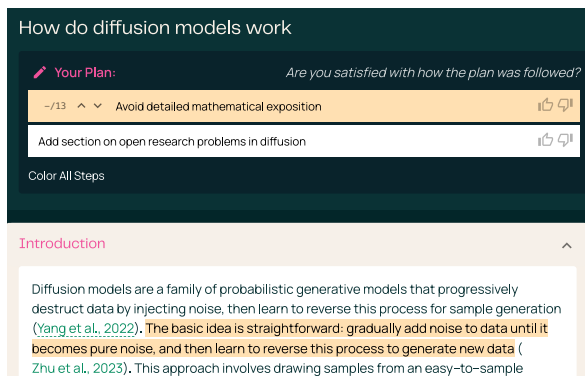 How do diffusion models work
Your Plan:
Are you satisfied with how the plan was followed?
–/13 Avoid detailed mathematical exposition
Add section on open research problems in diffusion
Color All Steps
Introduction
Diffusion models are a family of probabilistic generative models that progressively
destruct data by injecting noise, then learn to reverse this process for sample generation
(Yang et al., 2022). The basic idea is straightforward: gradually add noise to data until it
becomes pure noise, and then learn to reverse this process to generate new data (
Zhu et al., 2023). This approach involves drawing samples from an easy-to-sample